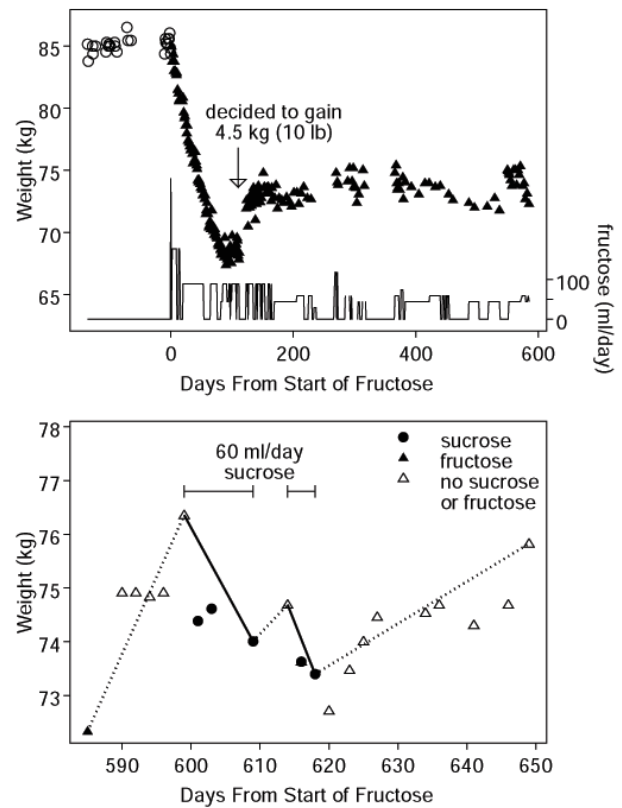 85
80
75
70
65
Weight (kg)
decided to gain
4.5 kg (10 lb)
100
0
fructose (ml/day)
0
200
400
600
Days From Start of Fructose
78
77
76
75
74
73
Weight (kg)
60 ml/day
sucrose
sucrose
fructose
no sucrose
or fructose
590
600
610
620
630
640
650
Days From Start of Fructose